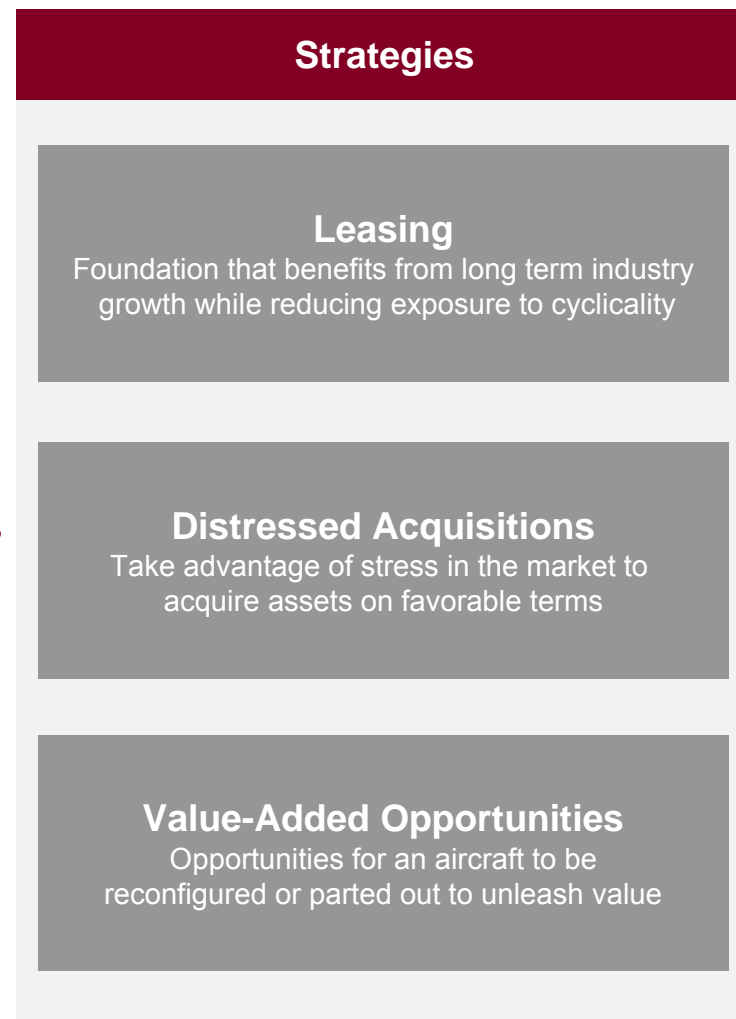 Strategies
Leasing
Foundation that benefits from long term industry
growth while reducing exposure to cyclicality
Distressed Acquisitions
Take advantage of stress in the market to
acquire assets on favorable terms
Value-Added Opportunities
Opportunities for an aircraft to be
reconfigured or parted out to unleash value